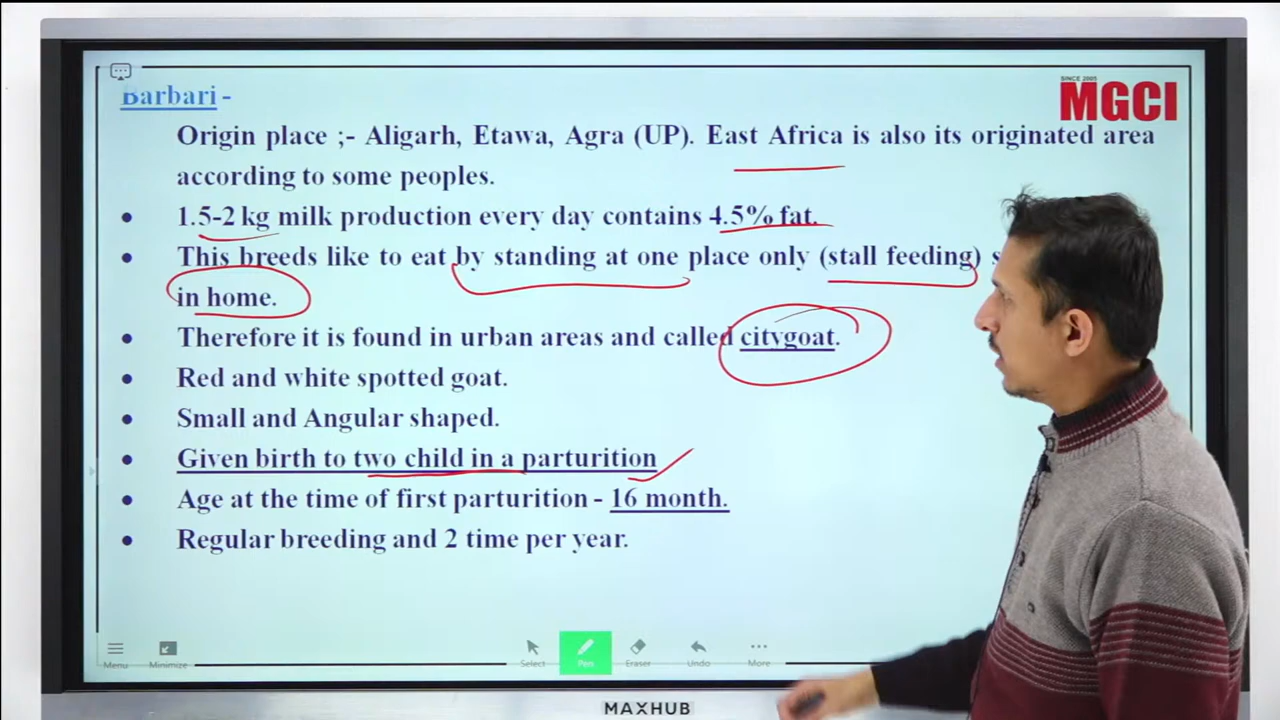 Barbari -
SINCE 2005
MGCI
Origin place ;- Aligarh, Etawa, Agra (UP). East Africa is also its originated area
according to some peoples.
• 1.5-2 kg milk production every day contains 4.5% fat.
• This breeds like to eat by standing at one place only (stall feeding) s
in home.
• Therefore it is found in urban areas and called citygoat.
• Red and white spotted goat.
• Small and Angular shaped.
• Given birth to two child in a parturition
• Age at the time of first parturition - 16 month.
• Regular breeding and 2 time per year.
Menu Minimize Select Pen Eraser Undo More
MAXHUB